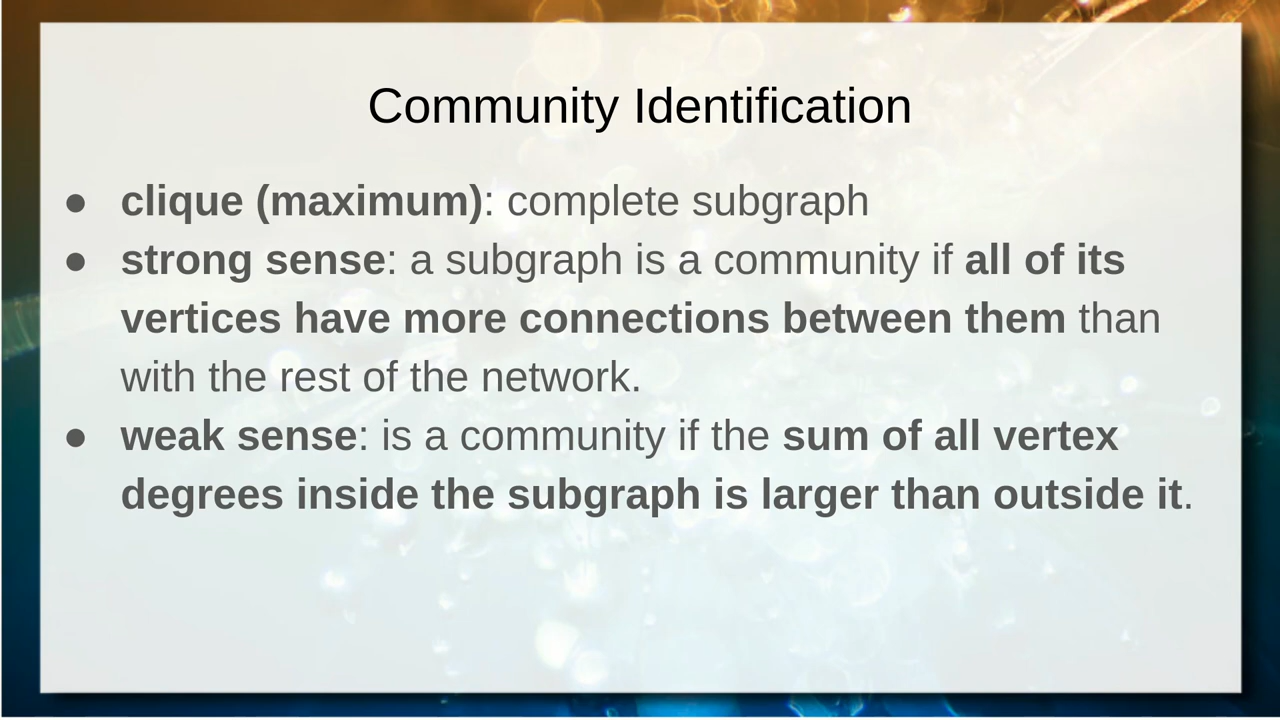 Community Identification
● clique (maximum): complete subgraph
● strong sense: a subgraph is a community if all of its
vertices have more connections between them than
with the rest of the network.
● weak sense: is a community if the sum of all vertex
degrees inside the subgraph is larger than outside it.